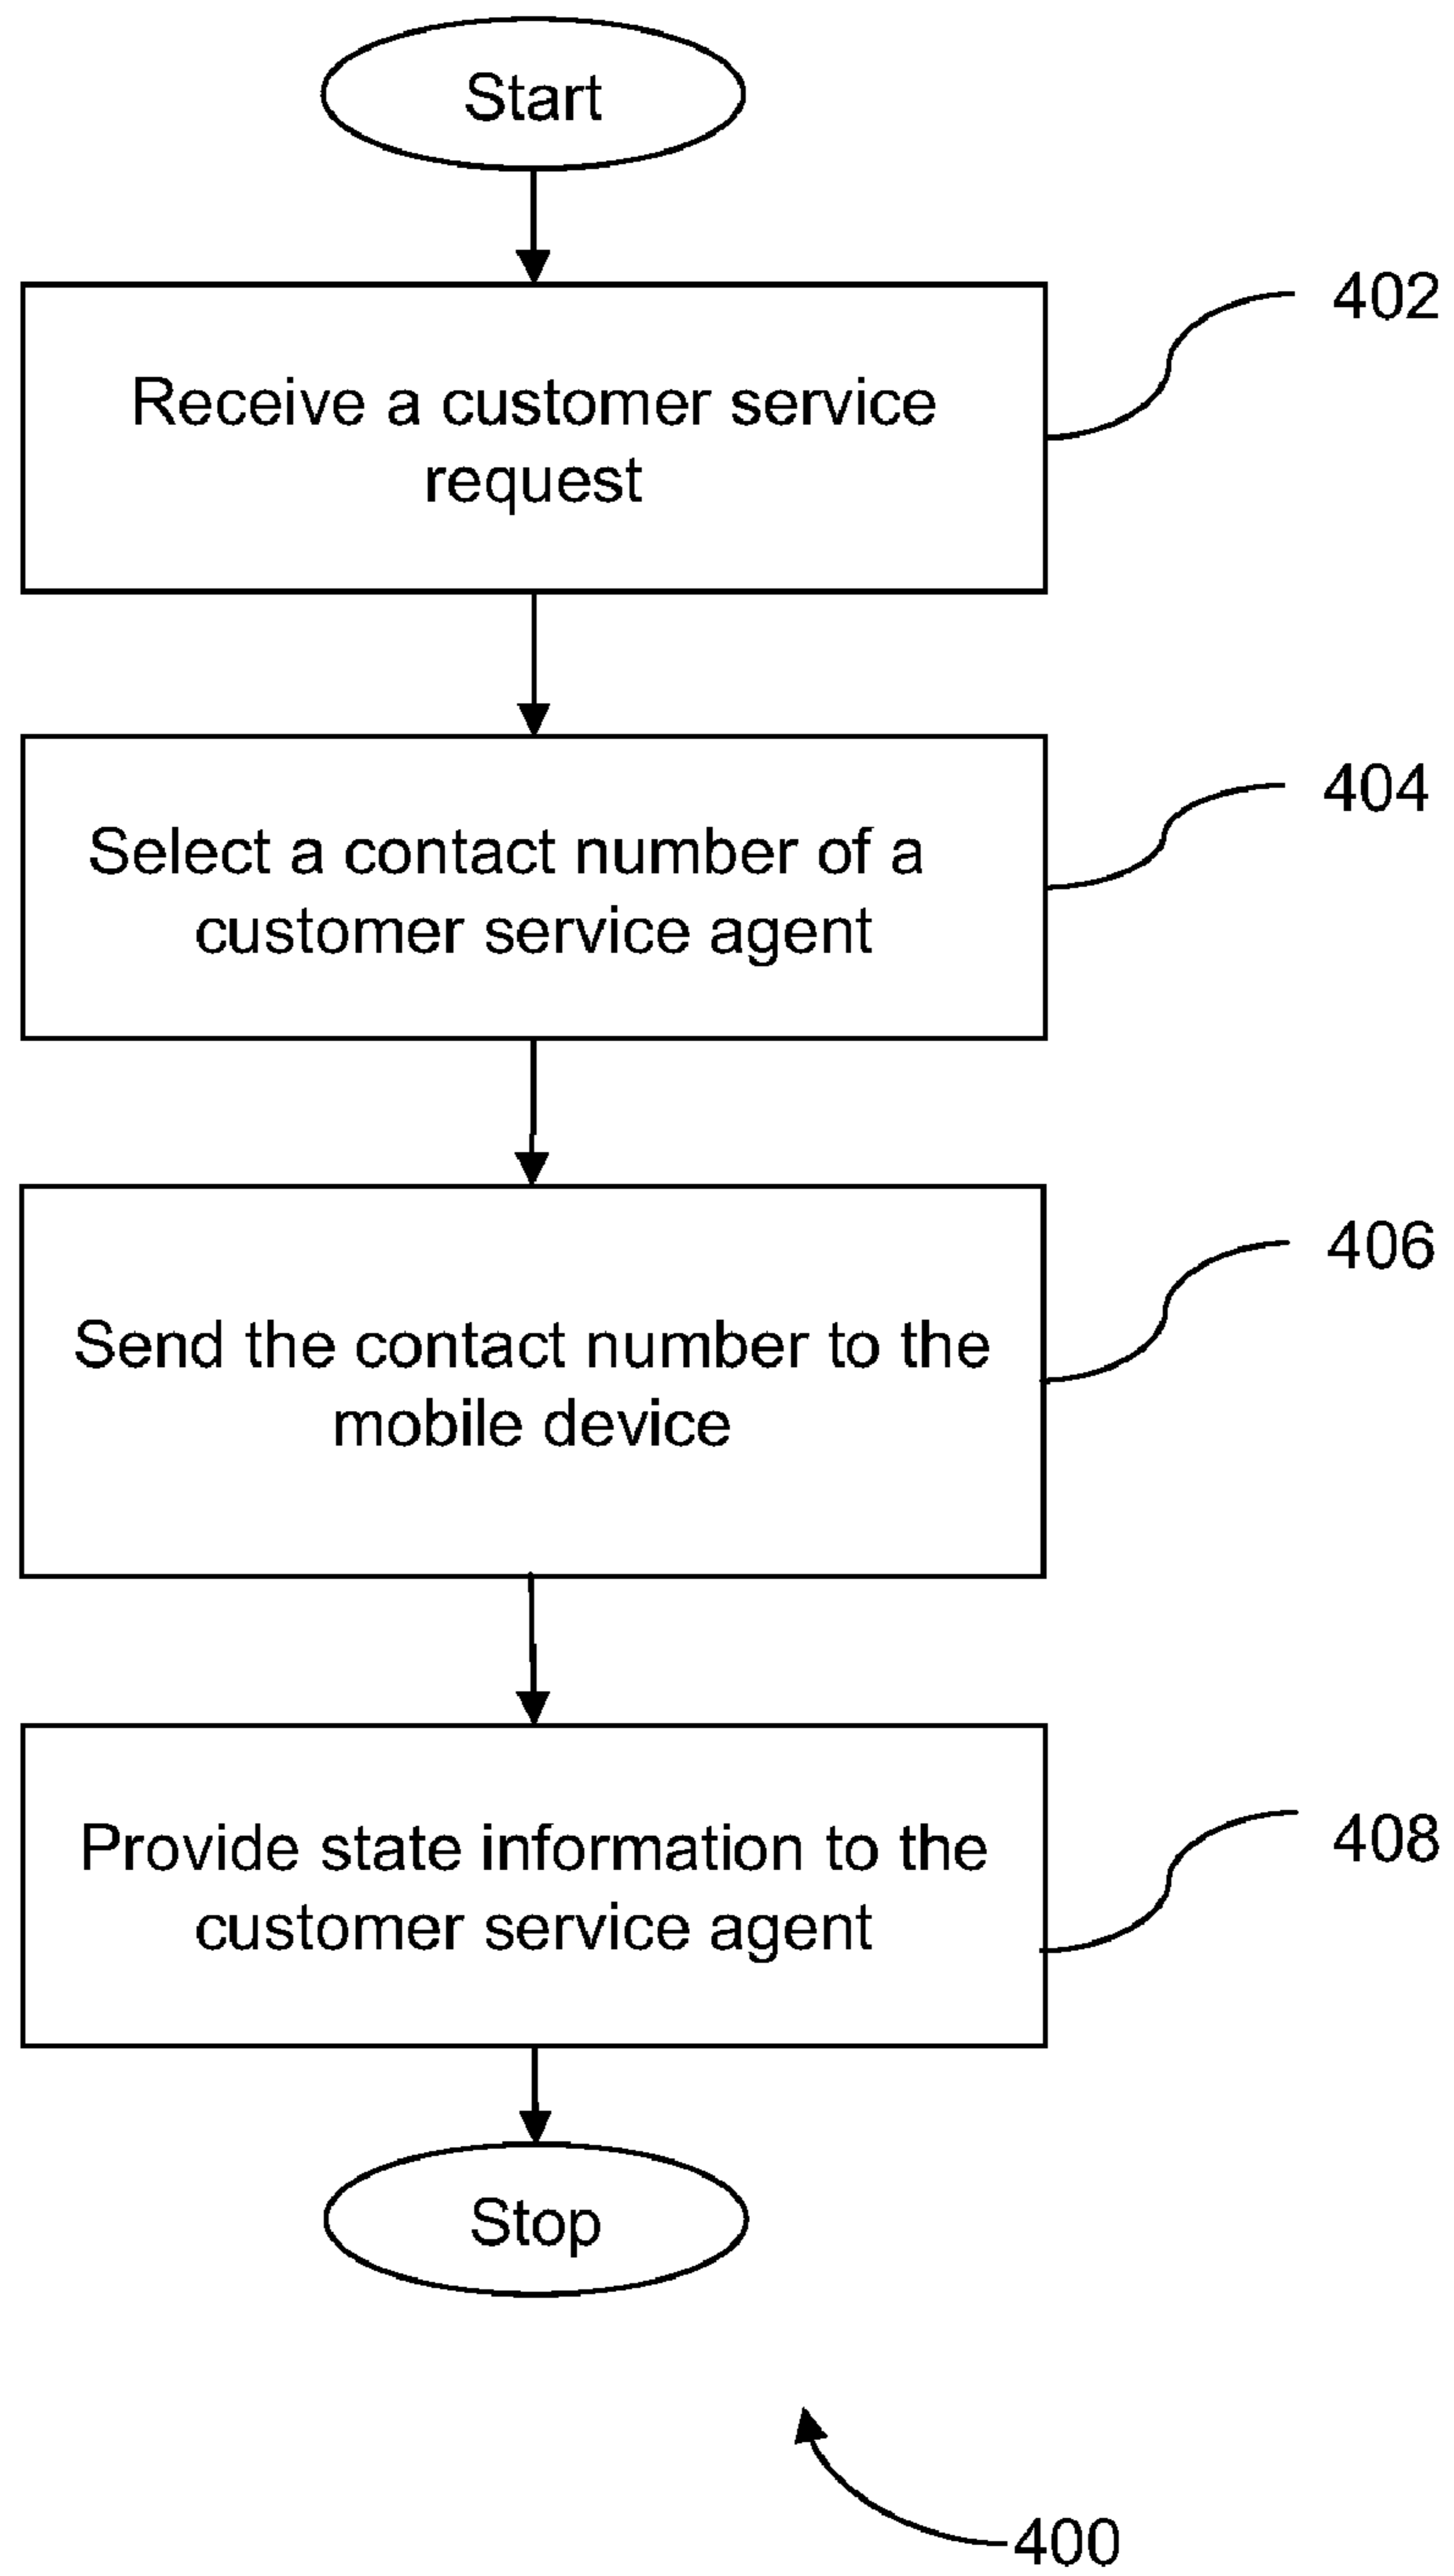 Start
402
Receive a customer service
request
404
Select a contact number of a
customer service agent
406
Send the contact number to the
mobile device
408
Provide state information to the
customer service agent
Stop
400